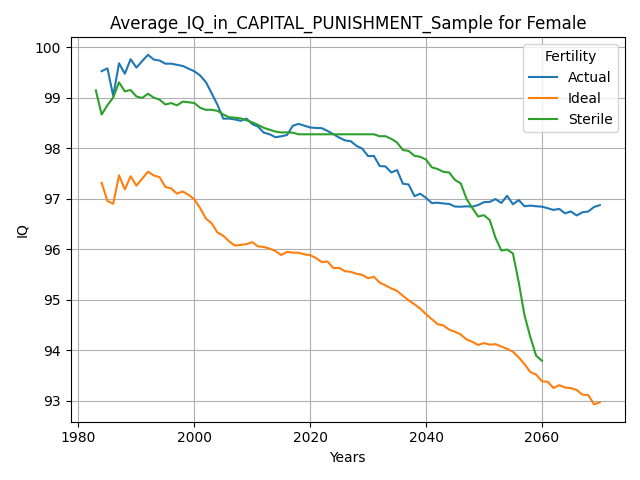 Average_IQ_in_CAPITAL_PUNISHMENT_Sample for Female
Fertility
Actual
Ideal
Sterile
IQ
100
99
98
97
96
95
94
93
1980
2000
2020
2040
2060
Years